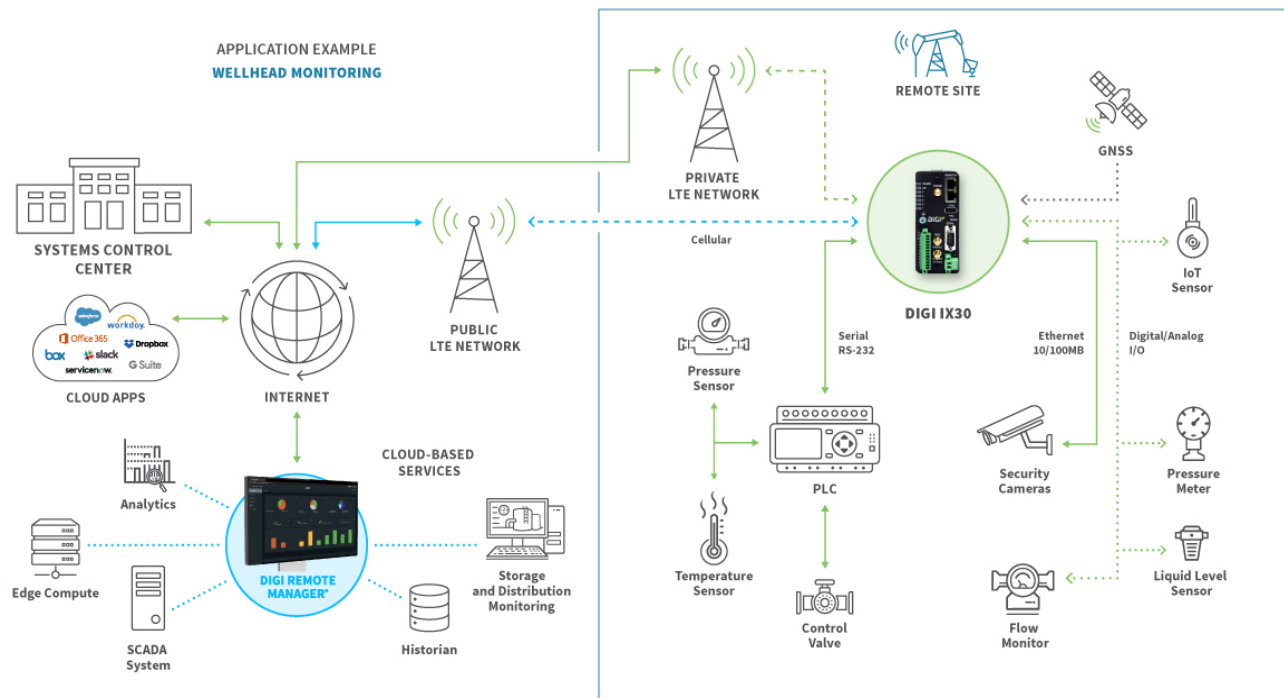 APPLICATION EXAMPLE
WELLHEAD MONITORING
REMOTE SITE
GNSS
PRIVATE
LTE NETWORK
SYSTEMS CONTROL
CENTER
Cellular
DIGI
IoT
Sensor
DIGI IX30
PUBLIC
LTE NETWORK
Serial
RS-232
Ethernet
10/100MB
Digital/Analog
I/O
salesforce
workday.
Office 365
Dropbox
box
slack
servicenow.
G Suite
CLOUD APPS
INTERNET
Pressure
Sensor
CLOUD-BASED
SERVICES
Analytics
PLC
Security
Cameras
Pressure
Meter
Edge Compute
DIGI REMOTE
MANAGER®
Storage
and Distribution
Monitoring
Temperature
Sensor
Liquid Level
Sensor
SCADA
System
Historian
Control
Valve
Flow
Monitor